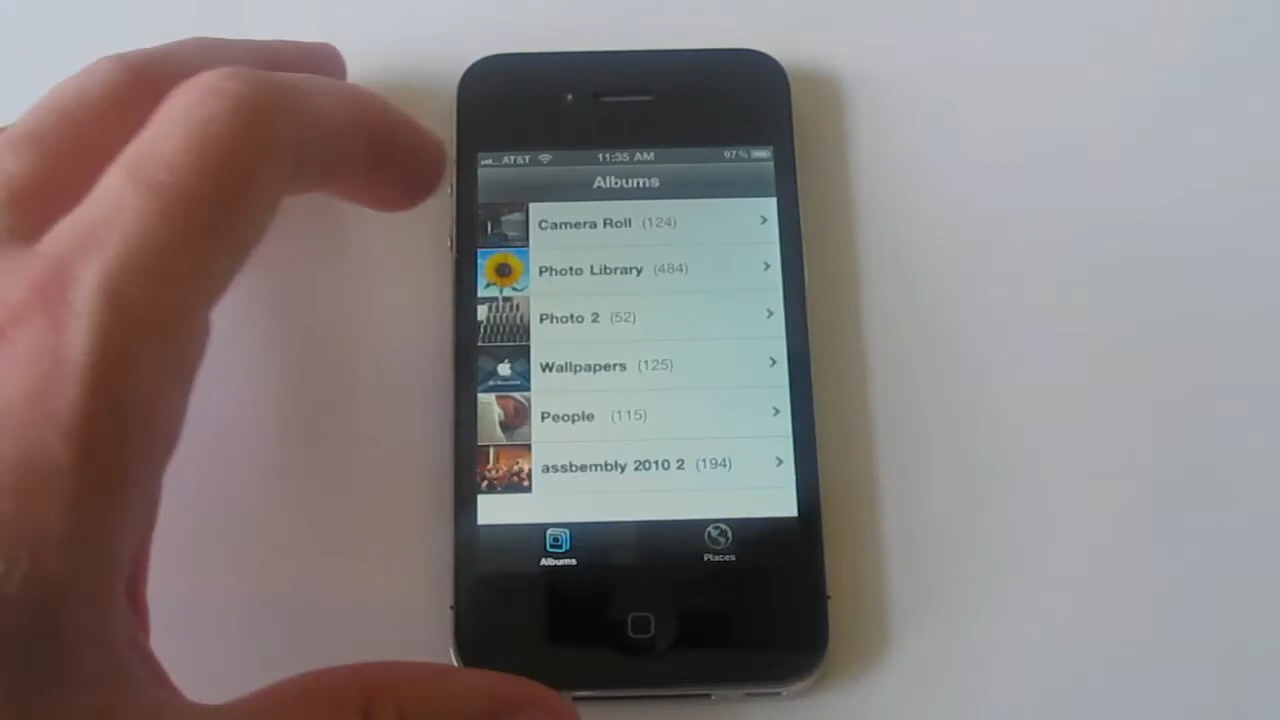 AT&T 11:35 AM 97%
Albums
Camera Roll (124)
Photo Library (484)
Photo 2 (52)
Wallpapers (125)
People (115)
assbembly 2010 2 (194)
Albums Places